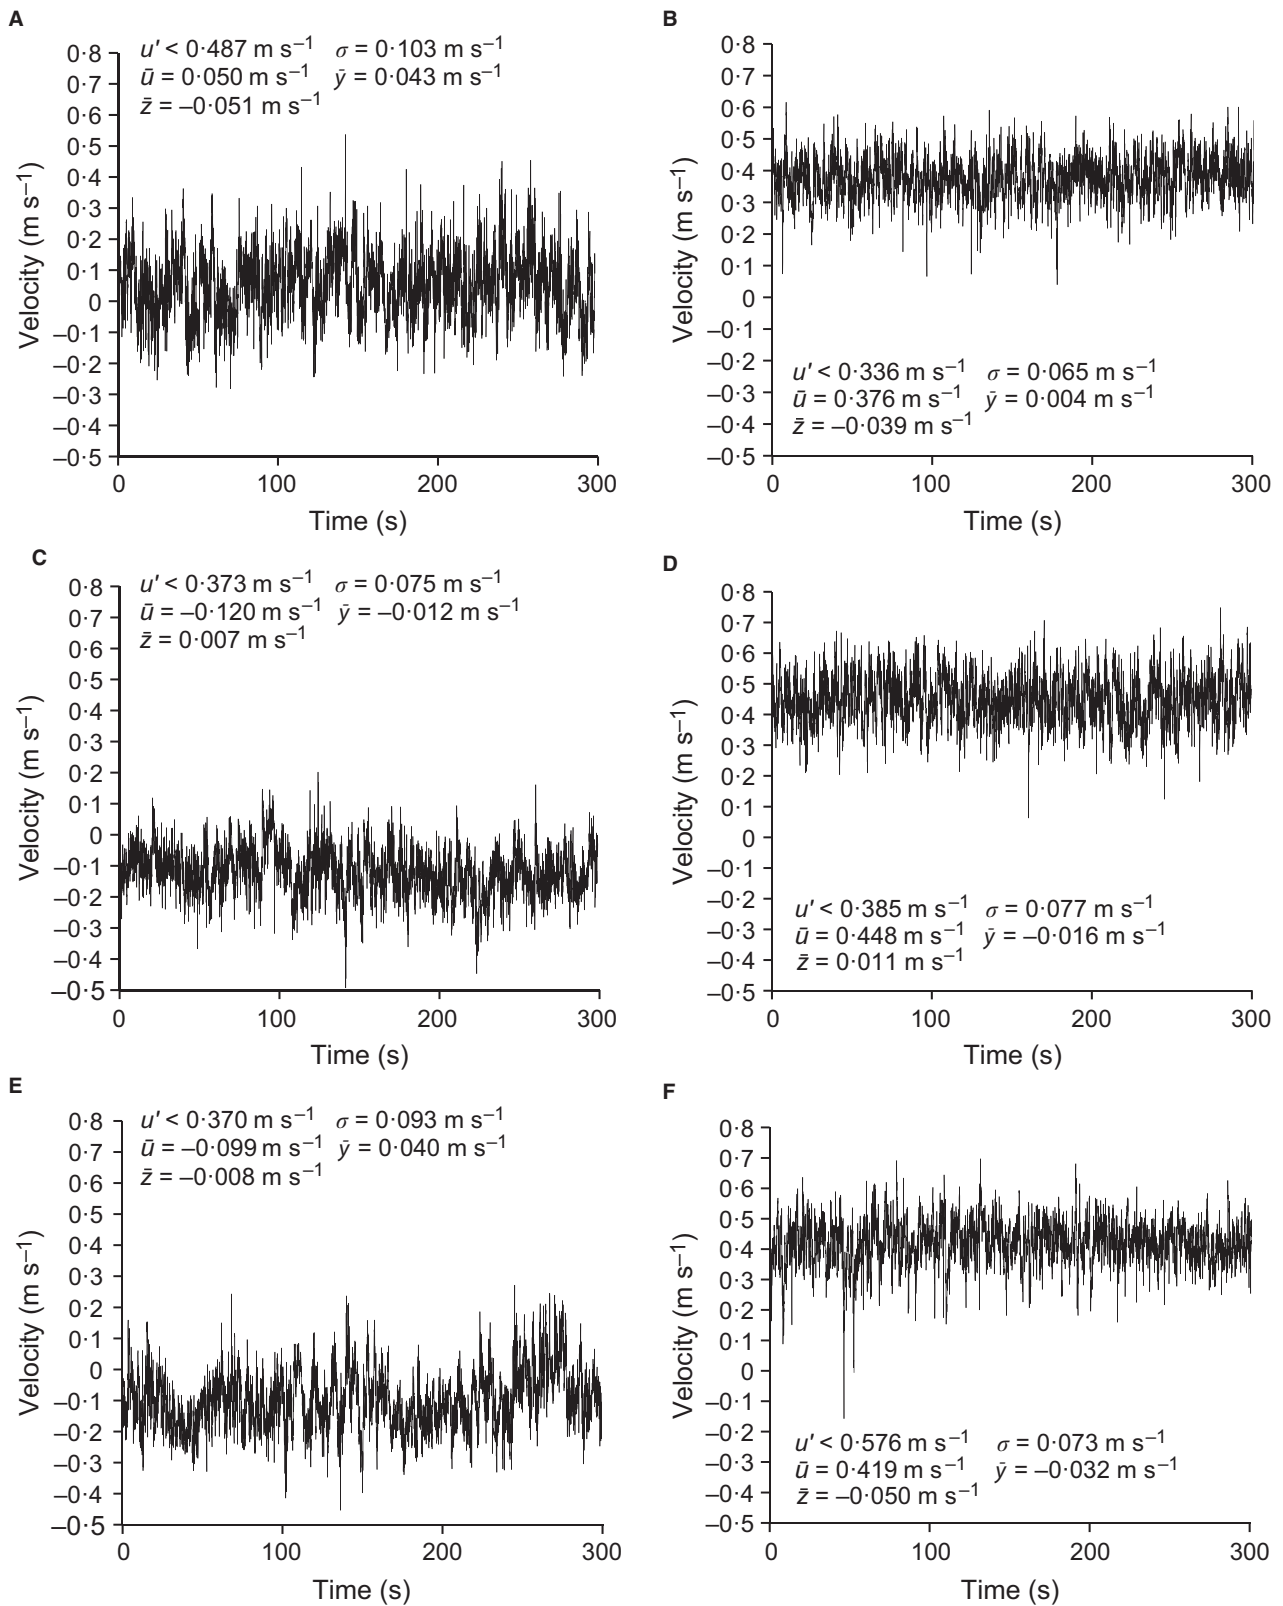 A
u′ < 0·487 m s–1 σ = 0·103 m s–1
ū = 0·050 m s–1 ȳ = 0·043 m s–1
z̄ = –0·051 m s–1
Velocity (m s–1)
0·8
0·7
0·6
0·5
0·4
0·3
0·2
0·1
0
–0·1
–0·2
–0·3
–0·4
–0·5
0 100 200 300
Time (s)
B
Velocity (m s–1)
0·8
0·7
0·6
0·5
0·4
0·3
0·2
0·1
0
–0·1
–0·2
–0·3
–0·4
–0·5
u′ < 0·336 m s–1 σ = 0·065 m s–1
ū = 0·376 m s–1 ȳ = 0·004 m s–1
z̄ = –0·039 m s–1
0 100 200 300
Time (s)
C
u′ < 0·373 m s–1 σ = 0·075 m s–1
ū = –0·120 m s–1 ȳ = –0·012 m s–1
z̄ = 0·007 m s–1
Velocity (m s–1)
0·8
0·7
0·6
0·5
0·4
0·3
0·2
0·1
0
–0·1
–0·2
–0·3
–0·4
–0·5
0 100 200 300
Time (s)
D
Velocity (m s–1)
0·8
0·7
0·6
0·5
0·4
0·3
0·2
0·1
0
–0·1
–0·2
–0·3
–0·4
–0·5
u′ < 0·385 m s–1 σ = 0·077 m s–1
ū = 0·448 m s–1 ȳ = –0·016 m s–1
z̄ = 0·011 m s–1
0 100 200 300
Time (s)
E
u′ < 0·370 m s–1 σ = 0·093 m s–1
ū = –0·099 m s–1 ȳ = 0·040 m s–1
z̄ = –0·008 m s–1
Velocity (m s–1)
0·8
0·7
0·6
0·5
0·4
0·3
0·2
0·1
0
–0·1
–0·2
–0·3
–0·4
–0·5
0 100 200 300
Time (s)
F
Velocity (m s–1)
0·8
0·7
0·6
0·5
0·4
0·3
0·2
0·1
0
–0·1
–0·2
–0·3
–0·4
–0·5
u′ < 0·576 m s–1 σ = 0·073 m s–1
ū = 0·419 m s–1 ȳ = –0·032 m s–1
z̄ = –0·050 m s–1
0 100 200 300
Time (s)